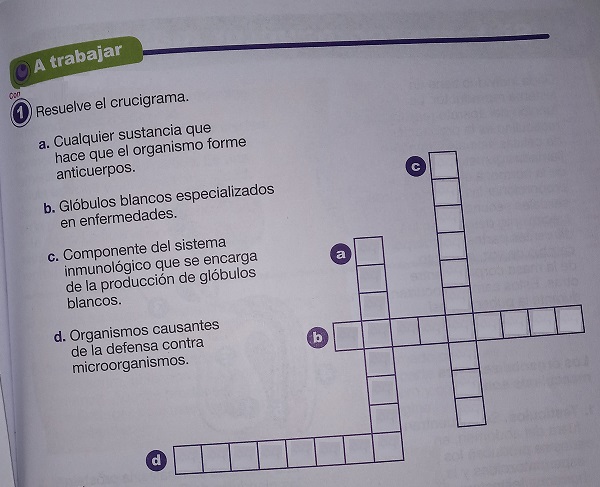 A trabajar
Con
1 Resuelve el crucigrama.
a. Cualquier sustancia que
hace que el organismo forme
anticuerpos.
b. Glóbulos blancos especializados
en enfermedades.
c. Componente del sistema
inmunológico que se encarga
de la producción de glóbulos
blancos.
d. Organismos causantes
de la defensa contra
microorganismos.
c
a
b
d